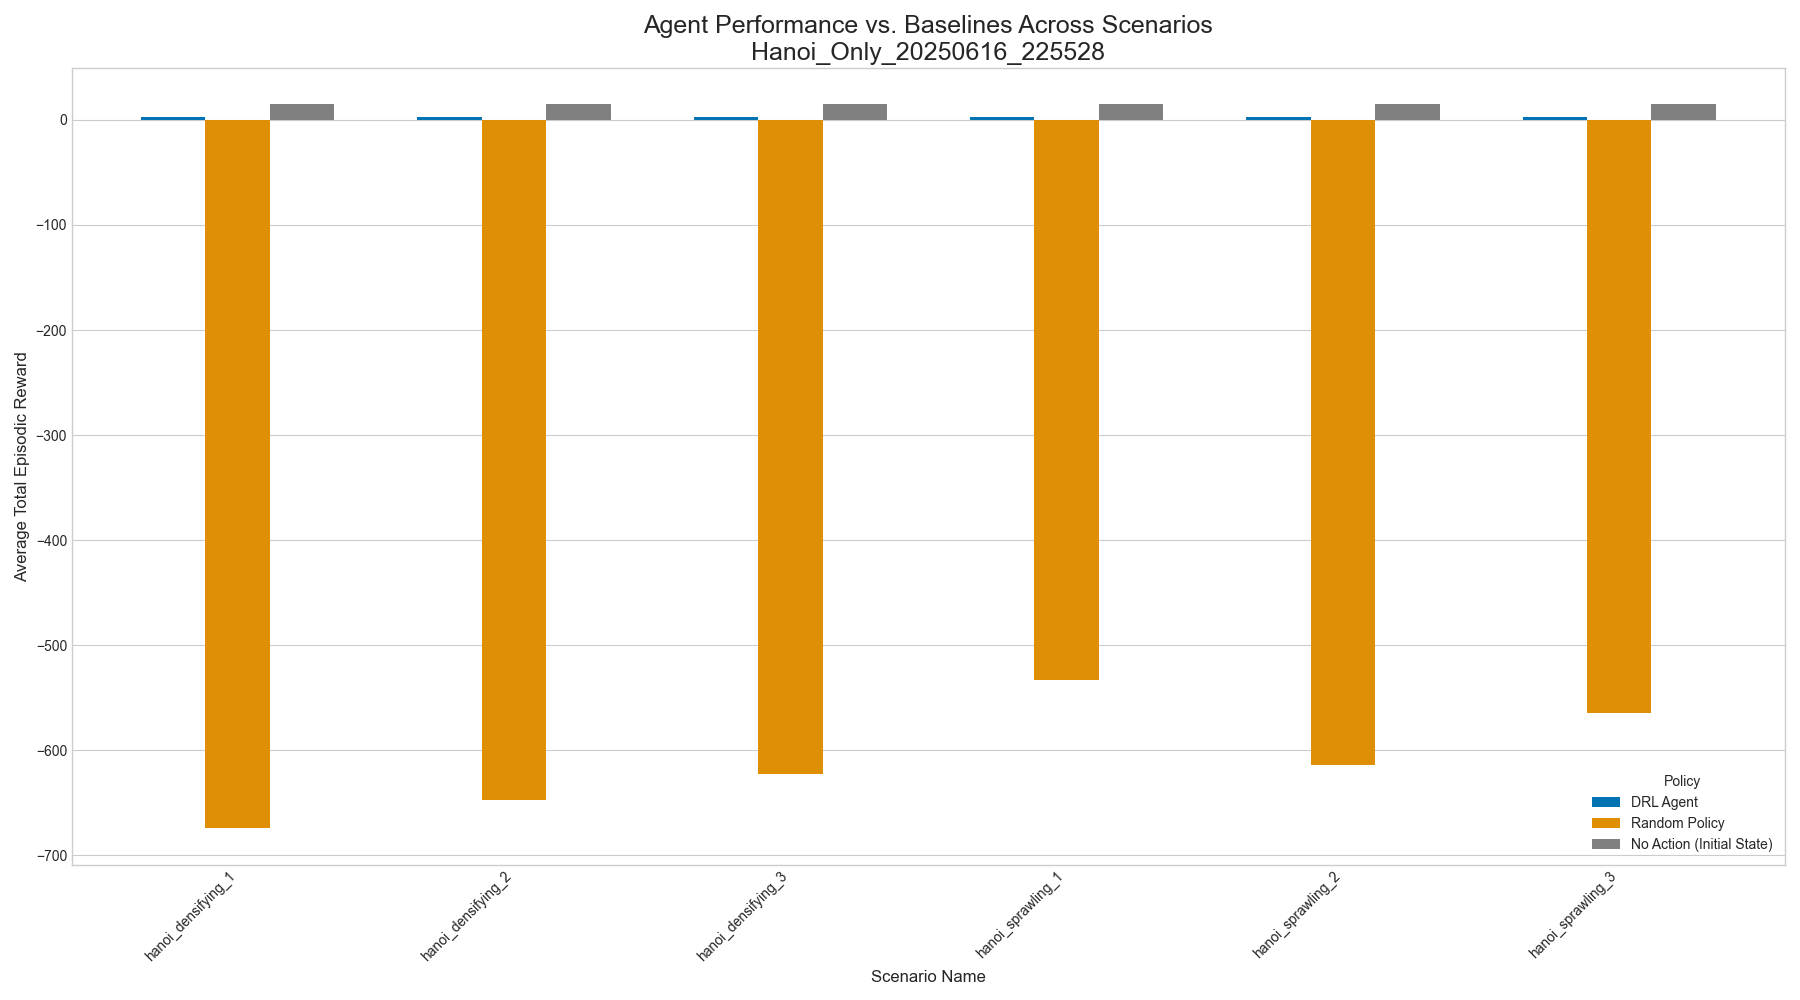 Agent Performance vs. Baselines Across Scenarios
Hanoi_Only_20250616_225528
Average Total Episodic Reward
0
−100
−200
−300
−400
−500
−600
−700
hanoi_densifying_1
hanoi_densifying_2
hanoi_densifying_3
hanoi_sprawling_1
hanoi_sprawling_2
hanoi_sprawling_3
Scenario Name
Policy
DRL Agent
Random Policy
No Action (Initial State)